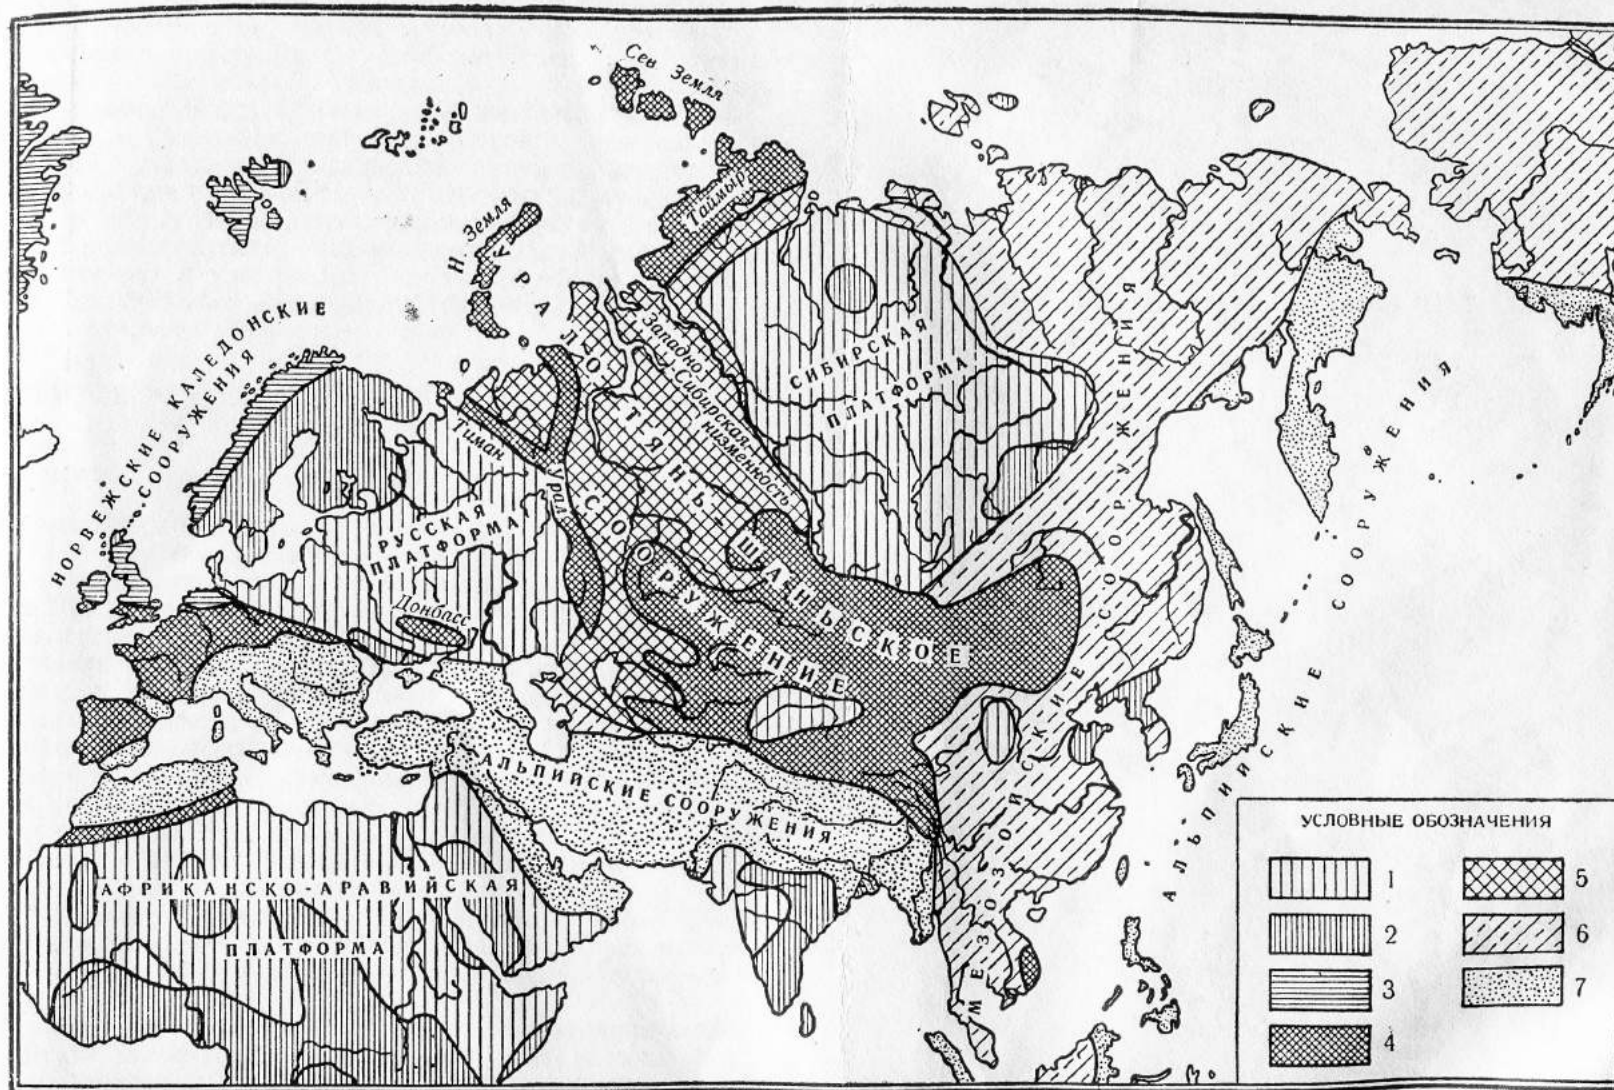 Сев Земля
Таймыр
Н. Земля
УРАЛО-ТЯНЬ-ШАНЬСКОЕ
СООРУЖЕНИЕ
Западно-Сибирская
низменность
СИБИРСКАЯ
ПЛАТФОРМА
НОРВЕЖСКИЕ КАЛЕДОНСКИЕ
СООРУЖЕНИЯ
Тиман
Урал
РУССКАЯ
ПЛАТФОРМА
Донбасс
МЕЗОЗОЙСКИЕ СООРУЖЕНИЯ
АЛЬПИЙСКИЕ СООРУЖЕНИЯ
АЛЬПИЙСКИЕ СООРУЖЕНИЯ
АФРИКАНСКО-АРАВИЙСКАЯ
ПЛАТФОРМА
УСЛОВНЫЕ ОБОЗНАЧЕНИЯ
1
2
3
4
5
6
7